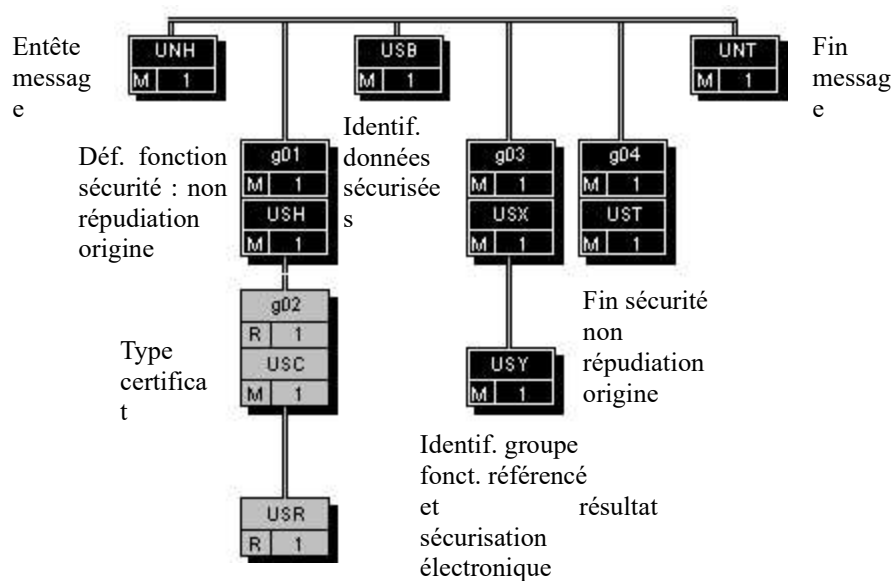 Entête
messag
e
UNH
M 1
USB
M 1
UNT
M 1
Fin
messag
e
Déf. fonction
sécurité : non
répudiation
origine
g01
M 1
USH
M 1
Identif.
données
sécurisée
s
g03
M 1
USX
M 1
g04
M 1
UST
M 1
Type
certifica
t
g02
R 1
USC
M 1
USY
M 1
Fin sécurité
non
répudiation
origine
Identif. groupe
fonct. référencé
et résultat
sécurisation
électronique
USR
R 1